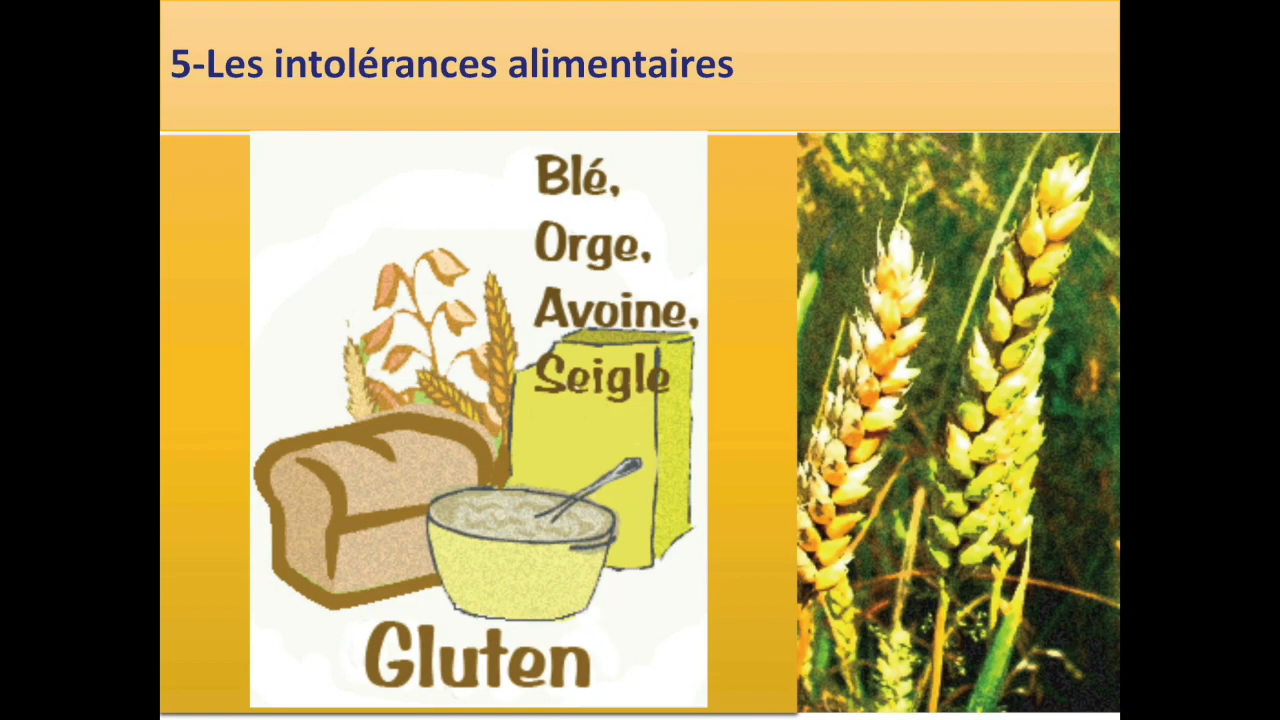 5-Les intolérances alimentaires
Blé,
Orge,
Avoine,
Seigle
Gluten